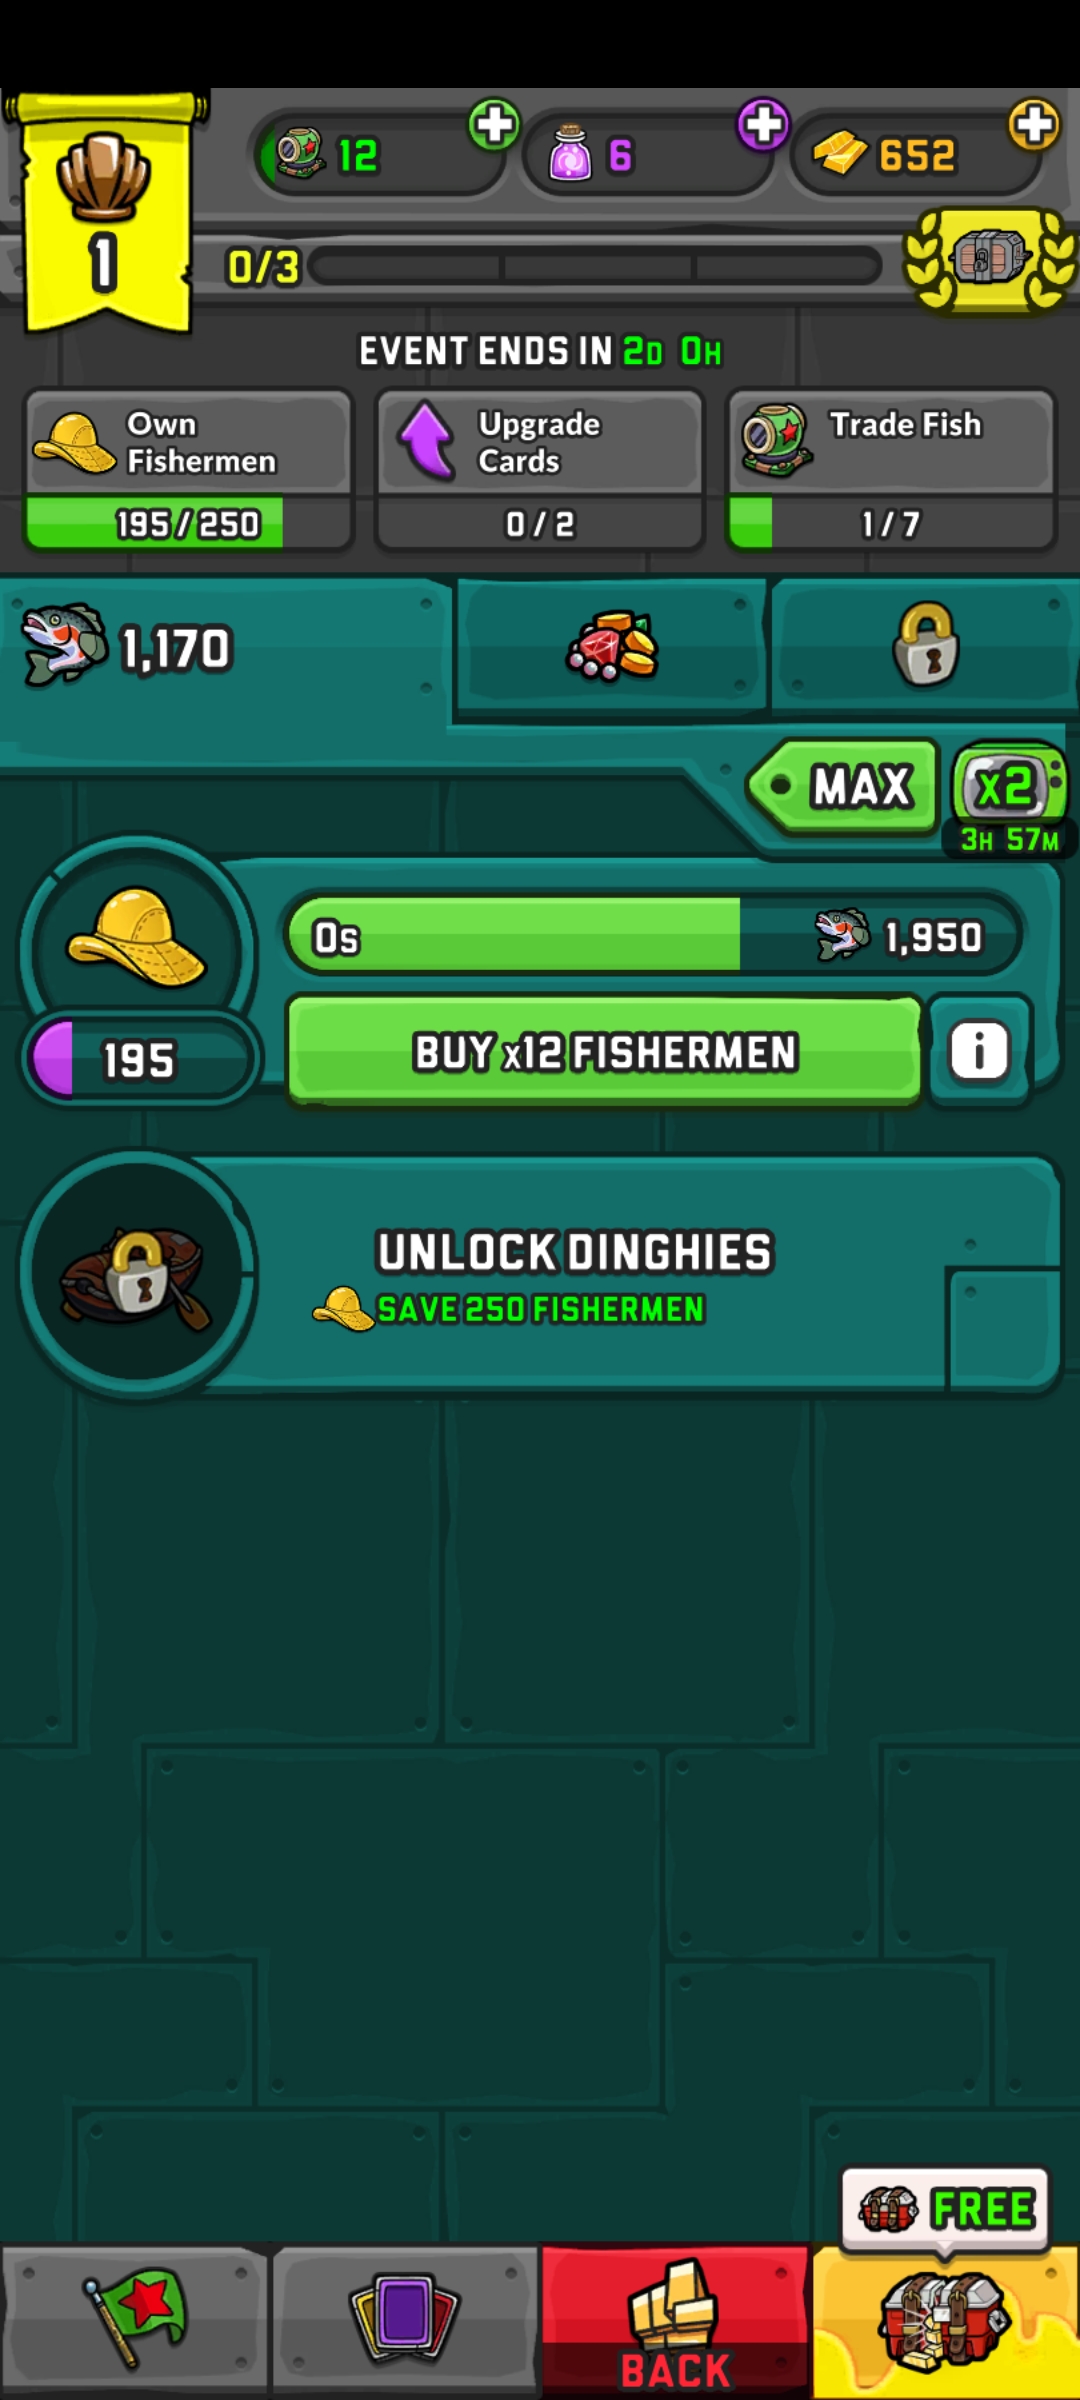 12
6
652
1
0/3
EVENT ENDS IN 2D 0H
Own
Fishermen
195/250
Upgrade
Cards
0/2
Trade Fish
1/7
1,170
MAX
x2
3H 57M
0s
1,950
195
BUY x12 FISHERMEN
i
UNLOCK DINGHIES
SAVE 250 FISHERMEN
FREE
BACK